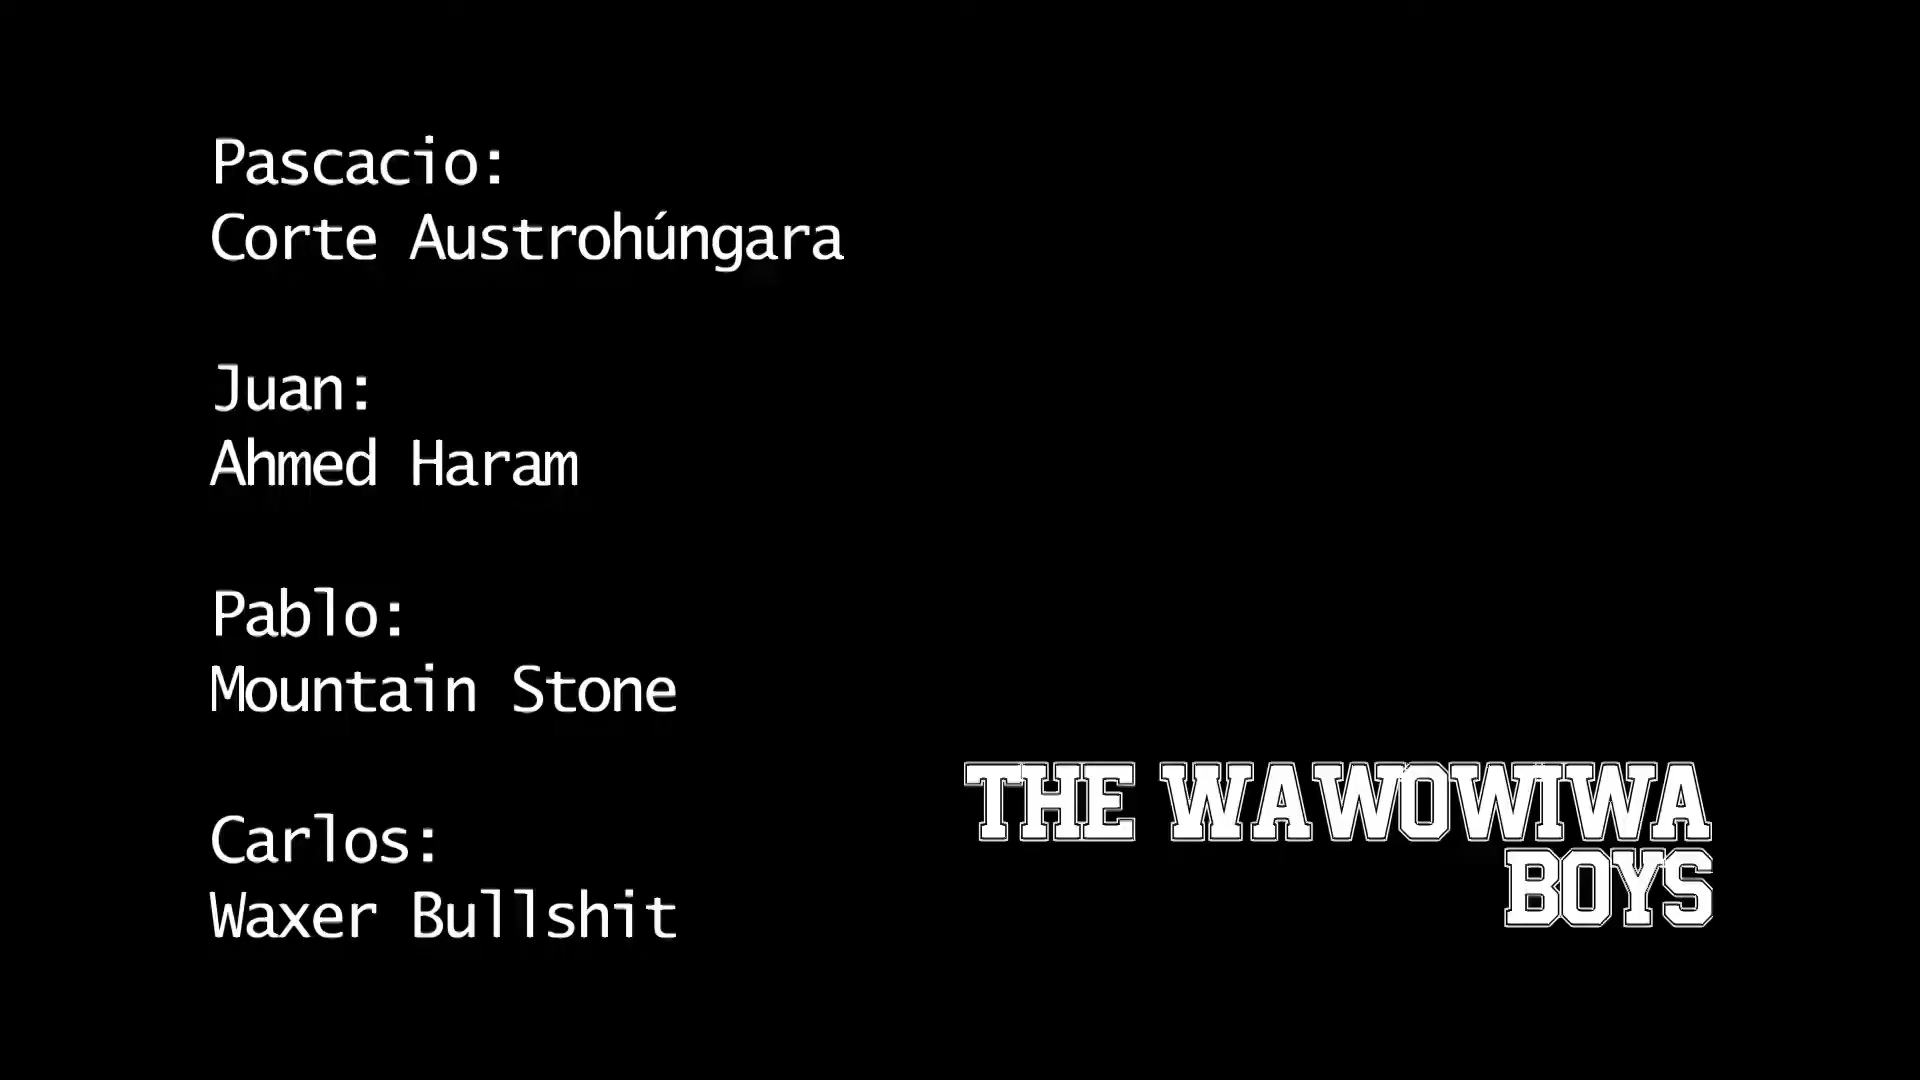 Pascacio:
Corte Austrohúngara
Juan:
Ahmed Haram
Pablo:
Mountain Stone
Carlos:
Waxer Bullshit
THE WAWOWIWA
BOYS